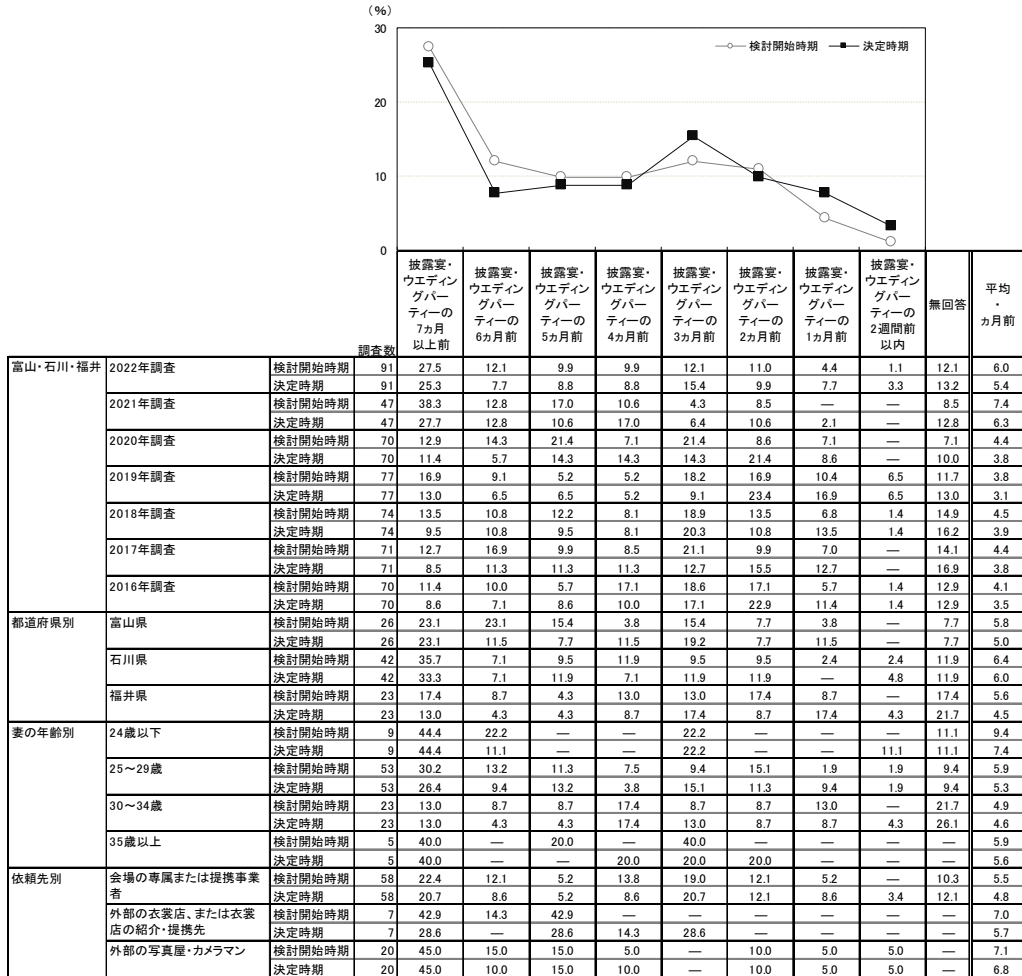 (%)
30
検討開始時期 決定時期
20
10
0
調査数 披露宴・ウエディングパーティーの7ヵ月以上前 披露宴・ウエディングパーティーの6ヵ月前 披露宴・ウエディングパーティーの5ヵ月前 披露宴・ウエディングパーティーの4ヵ月前 披露宴・ウエディングパーティーの3ヵ月前 披露宴・ウエディングパーティーの2ヵ月前 披露宴・ウエディングパーティーの1ヵ月前 披露宴・ウエディングパーティーの2週間前以内 無回答 平均・ヵ月前
富山・石川・福井 2022年調査 検討開始時期 91 27.5 12.1 9.9 9.9 12.1 11.0 4.4 1.1 12.1 6.0
決定時期 91 25.3 7.7 8.8 8.8 15.4 9.9 7.7 3.3 13.2 5.4
2021年調査 検討開始時期 47 38.3 12.8 17.0 10.6 4.3 8.5 — — 8.5 7.4
決定時期 47 27.7 12.8 10.6 17.0 6.4 10.6 2.1 — 12.8 6.3
2020年調査 検討開始時期 70 12.9 14.3 21.4 7.1 21.4 8.6 7.1 — 7.1 4.4
決定時期 70 11.4 5.7 14.3 14.3 14.3 21.4 8.6 — 10.0 3.8
2019年調査 検討開始時期 77 16.9 9.1 5.2 5.2 18.2 16.9 10.4 6.5 11.7 3.8
決定時期 77 13.0 6.5 6.5 5.2 9.1 23.4 16.9 6.5 13.0 3.1
2018年調査 検討開始時期 74 13.5 10.8 12.2 8.1 18.9 13.5 6.8 1.4 14.9 4.5
決定時期 74 9.5 10.8 9.5 8.1 20.3 10.8 13.5 1.4 16.2 3.9
2017年調査 検討開始時期 71 12.7 16.9 9.9 8.5 21.1 9.9 7.0 — 14.1 4.4
決定時期 71 8.5 11.3 11.3 11.3 12.7 15.5 12.7 — 16.9 3.8
2016年調査 検討開始時期 70 11.4 10.0 5.7 17.1 18.6 17.1 5.7 1.4 12.9 4.1
決定時期 70 8.6 7.1 8.6 10.0 17.1 22.9 11.4 1.4 12.9 3.5
都道府県別 富山県 検討開始時期 26 23.1 23.1 15.4 3.8 15.4 7.7 3.8 — 7.7 5.8
決定時期 26 23.1 11.5 7.7 11.5 19.2 7.7 11.5 — 7.7 5.0
石川県 検討開始時期 42 35.7 7.1 9.5 11.9 9.5 9.5 2.4 2.4 11.9 6.4
決定時期 42 33.3 7.1 11.9 7.1 11.9 11.9 — 4.8 11.9 6.0
福井県 検討開始時期 23 17.4 8.7 4.3 13.0 13.0 17.4 8.7 — 17.4 5.6
決定時期 23 13.0 4.3 4.3 8.7 17.4 8.7 17.4 4.3 21.7 4.5
妻の年齢別 24歳以下 検討開始時期 9 44.4 22.2 — — 22.2 — — — 11.1 9.4
決定時期 9 44.4 11.1 — — 22.2 — — 11.1 11.1 7.4
25～29歳 検討開始時期 53 30.2 13.2 11.3 7.5 9.4 15.1 1.9 1.9 9.4 5.9
決定時期 53 26.4 9.4 13.2 3.8 15.1 11.3 9.4 1.9 9.4 5.3
30～34歳 検討開始時期 23 13.0 8.7 8.7 17.4 8.7 8.7 13.0 — 21.7 4.9
決定時期 23 13.0 4.3 4.3 17.4 13.0 8.7 8.7 4.3 26.1 4.6
35歳以上 検討開始時期 5 40.0 — 20.0 — 40.0 — — — — 5.9
決定時期 5 40.0 — — 20.0 20.0 20.0 — — — 5.6
依頼先別 会場の専属または提携事業者 検討開始時期 58 22.4 12.1 5.2 13.8 19.0 12.1 5.2 — 10.3 5.5
決定時期 58 20.7 8.6 5.2 8.6 20.7 12.1 8.6 3.4 12.1 4.8
外部の衣裳店、または衣裳店の紹介・提携先 検討開始時期 7 42.9 14.3 42.9 — — — — — — 7.0
決定時期 7 28.6 — 28.6 14.3 28.6 — — — — 5.7
外部の写真屋・カメラマン 検討開始時期 20 45.0 15.0 15.0 5.0 — 10.0 5.0 5.0 — 7.1
決定時期 20 45.0 10.0 15.0 10.0 — 10.0 5.0 5.0 — 6.8